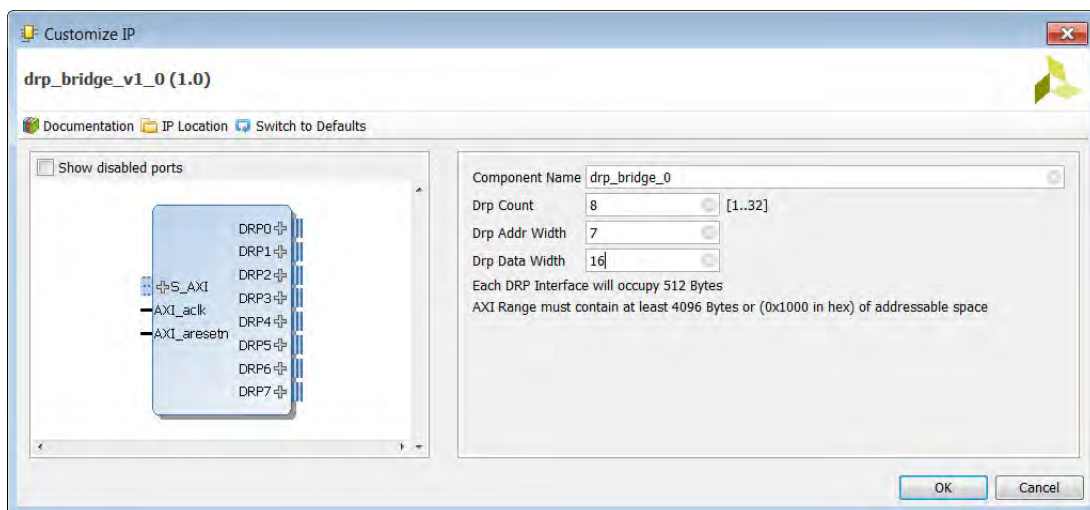 Customize IP
drp_bridge_v1_0 (1.0)
Documentation IP Location Switch to Defaults
Show disabled ports
DRP0
DRP1
DRP2
S_AXI
DRP3
AXI_aclk
DRP4
AXI_aresetn
DRP5
DRP6
DRP7
Component Name drp_bridge_0
Drp Count 8 [1..32]
Drp Addr Width 7
Drp Data Width 16
Each DRP Interface will occupy 512 Bytes
AXI Range must contain at least 4096 Bytes or (0x1000 in hex) of addressable space
OK Cancel